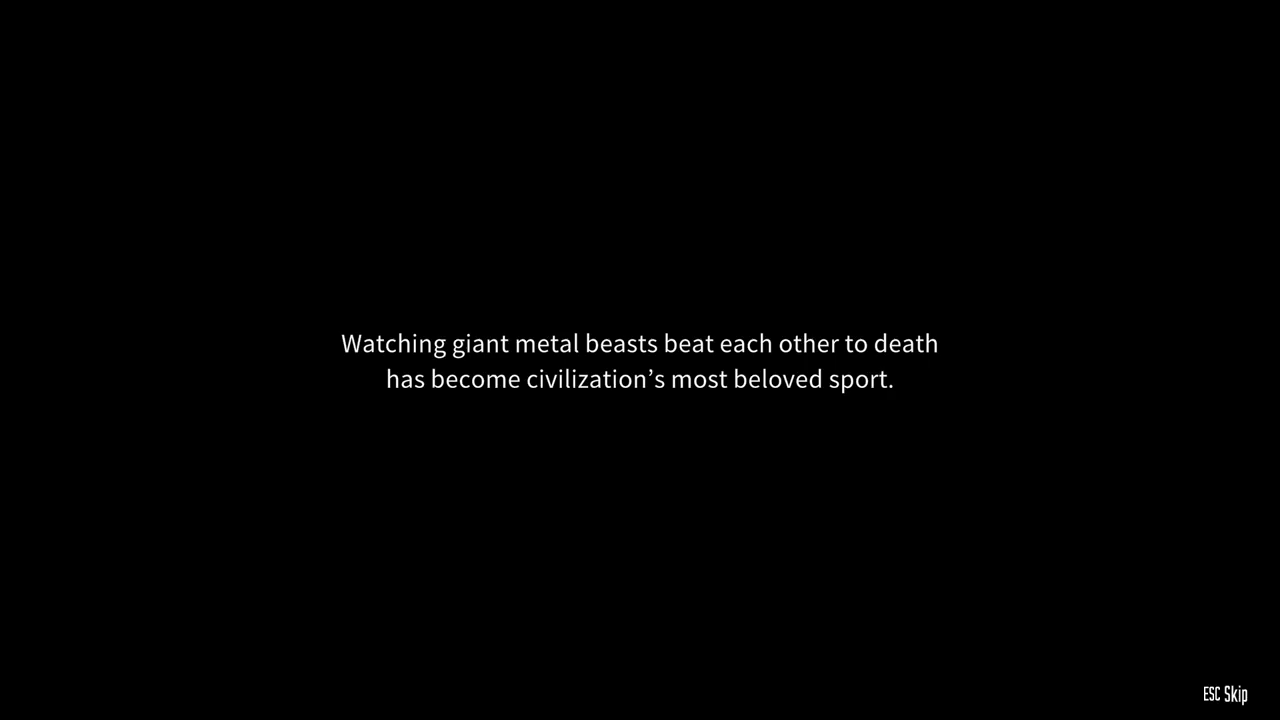 Watching giant metal beasts beat each other to death
has become civilization’s most beloved sport.
ESC Skip